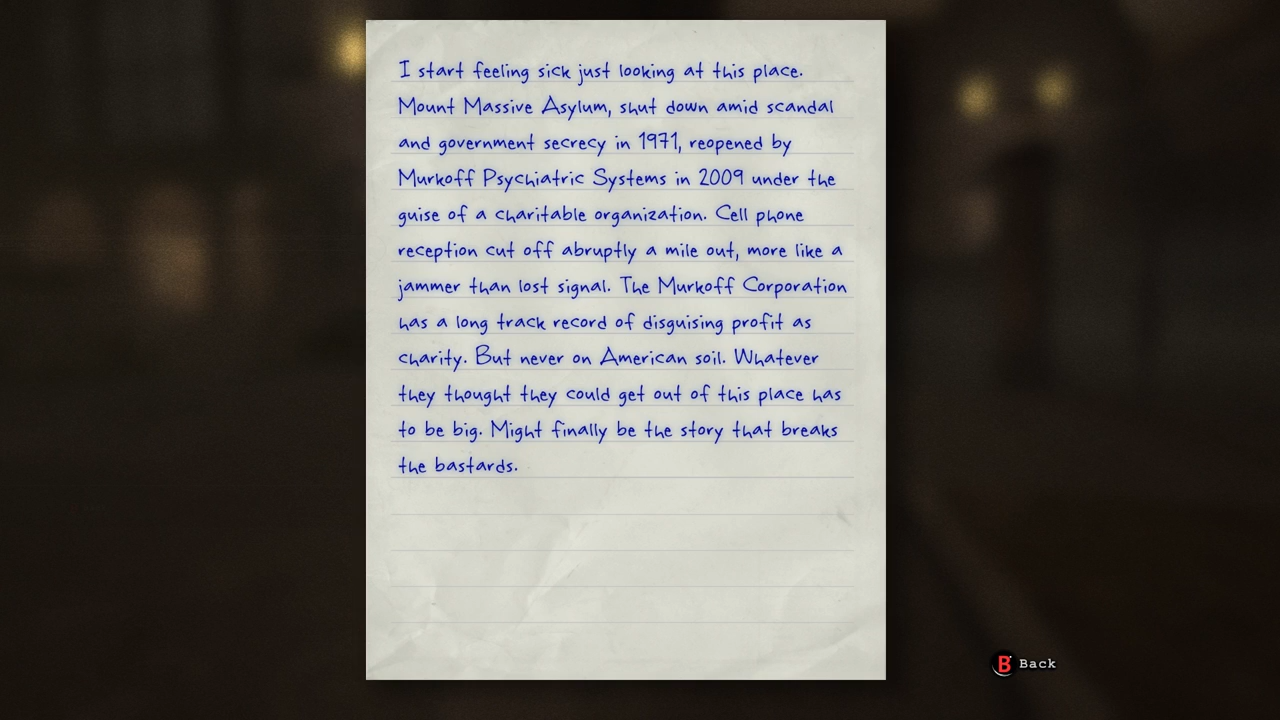 I start feeling sick just looking at this place.
Mount Massive Asylum, shut down amid scandal
and government secrecy in 1971, reopened by
Murkoff Psychiatric Systems in 2009 under the
guise of a charitable organization. Cell phone
reception cut off abruptly a mile out, more like a
jammer than lost signal. The Murkoff Corporation
has a long track record of disguising profit as
charity. But never on American soil. Whatever
they thought they could get out of this place has
to be big. Might finally be the story that breaks
the bastards.
B Back